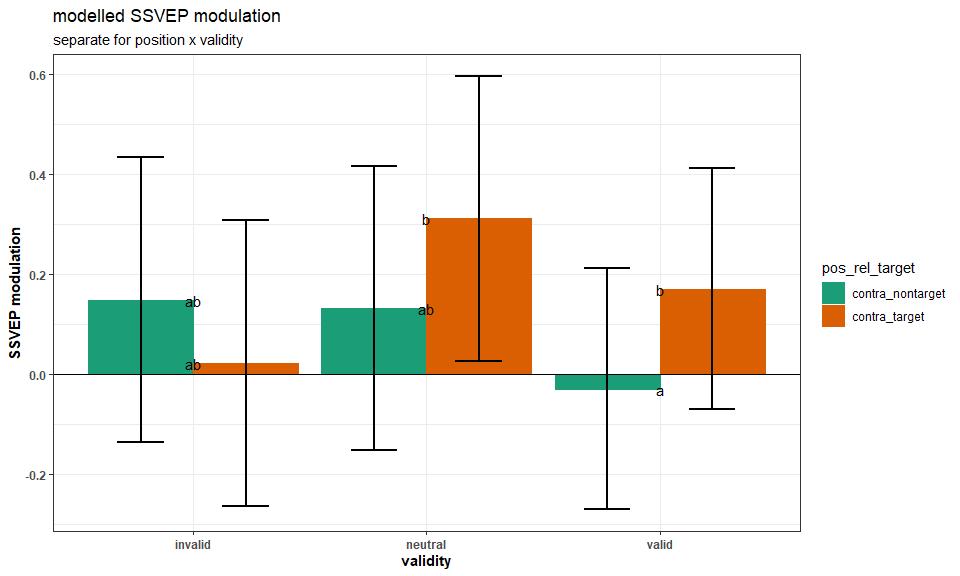 modelled SSVEP modulation
separate for position x validity
SSVEP modulation
0.6
0.4
0.2
0.0
-0.2
ab
ab
b
ab
b
a
invalid
neutral
valid
validity
pos_rel_target
contra_nontarget
contra_target